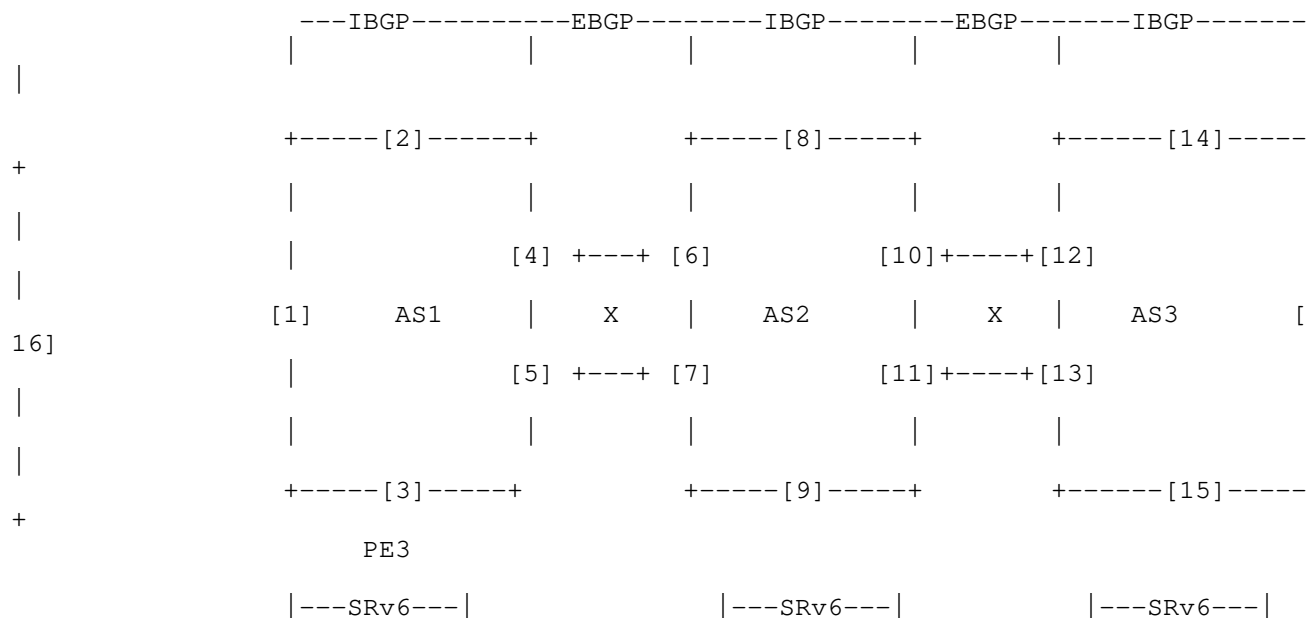 ---IBGP----------EBGP--------IBGP--------EBGP-------IBGP-------
| | | | |
|
+-----[2]------+ +-----[8]-----+ +------[14]-----
+
| | | | |
|
| [4] +---+ [6] [10]+----+[12]
|
[1] AS1 | X | AS2 | X | AS3 [
16]
| [5] +---+ [7] [11]+----+[13]
|
| | | | |
|
+-----[3]-----+ +-----[9]-----+ +------[15]-----
+
PE3
|---SRv6---| |---SRv6---| |---SRv6---|